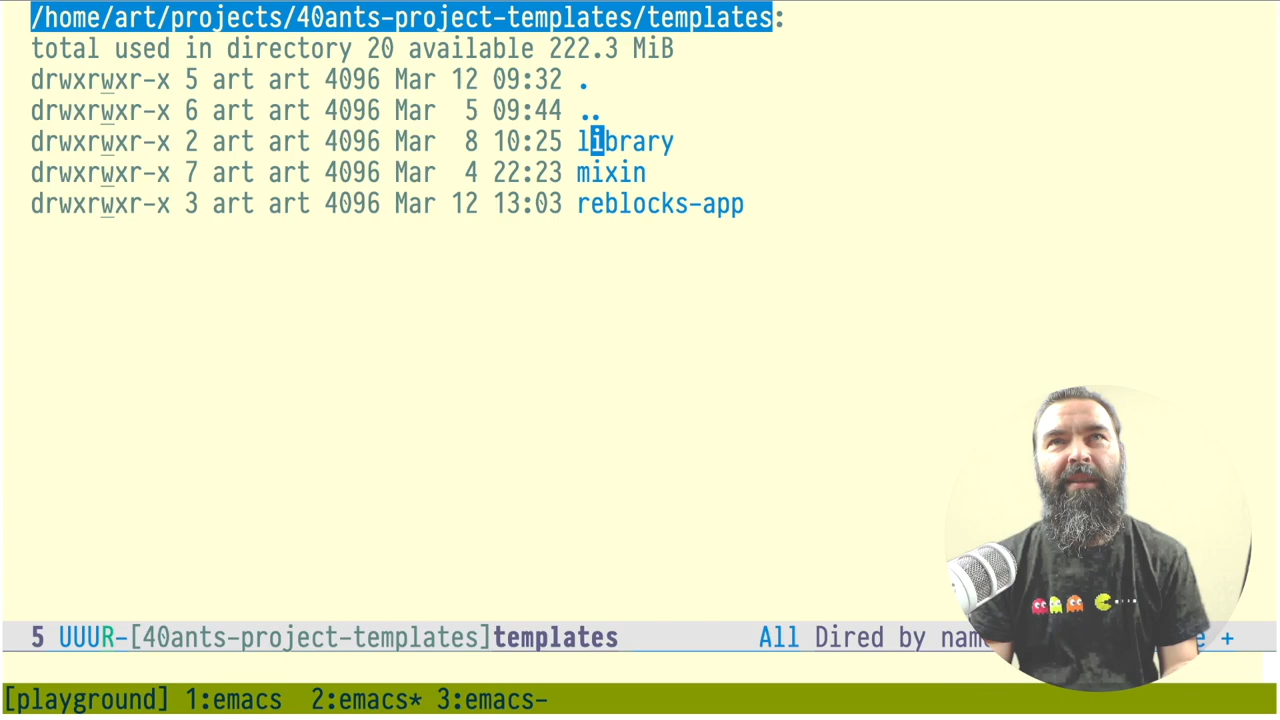 /home/art/projects/40ants-project-templates/templates:
total used in directory 20 available 222.3 MiB
drwxrwxr-x 5 art art 4096 Mar 12 09:32 .
drwxrwxr-x 6 art art 4096 Mar  5 09:44 ..
drwxrwxr-x 2 art art 4096 Mar  8 10:25 library
drwxrwxr-x 7 art art 4096 Mar  4 22:23 mixin
drwxrwxr-x 3 art art 4096 Mar 12 13:03 reblocks-app
5 UUUR-[40ants-project-templates]templates All Dired by +
[playground] 1:emacs  2:emacs* 3:emacs-